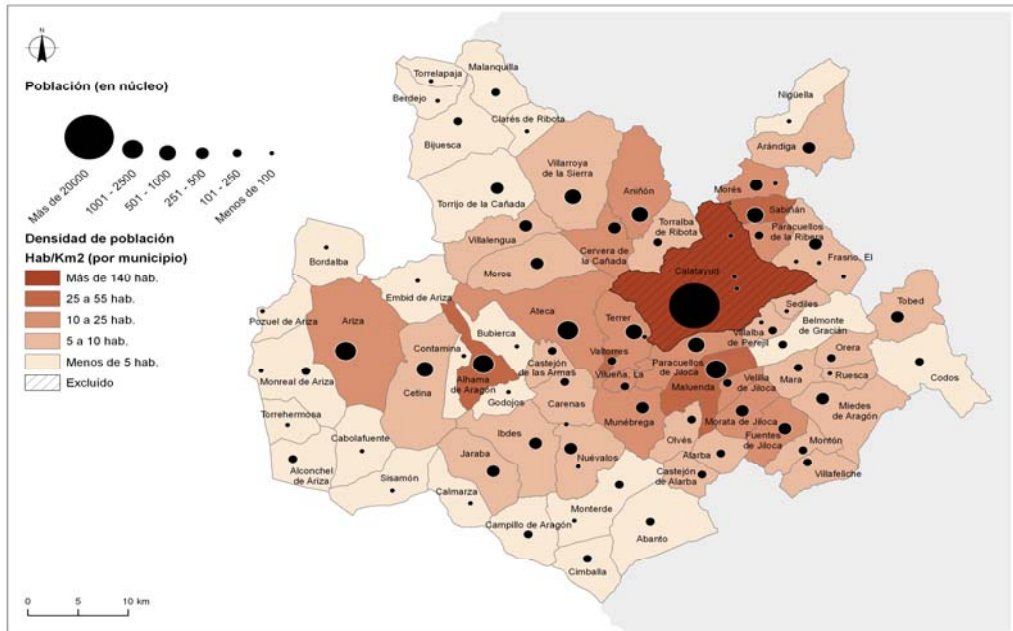 N
Población (en núcleo)
Más de 20000
1001 - 2500
501 - 1000
251 - 500
101 - 250
Menos de 100
Densidad de población
Hab/Km2 (por municipio)
Más de 140 hab.
25 a 55 hab.
10 a 25 hab.
5 a 10 hab.
Menos de 5 hab.
Excluído
0 5 10 km
Torrelapaja
Malanquilla
Berdejo
Clarés de Ribota
Bijuesca
Torrijo de la Cañada
Villarroya
de la Sierra
Aniñón
Villalengua
Moros
Cervera de
la Cañada
Torralba
de Ribota
Nigüella
Arándiga
Morés
Sabiñán
Paracuellos
de la Ribera
Frasno, El
Calatayud
Sediles
Belmonte
de Gracián
Villalba
de Perejil
Tobed
Codos
Orera
Ruesca
Mara
Miedes
de Aragón
Bordalba
Embid de Ariza
Pozuel de Ariza
Ariza
Contamina
Bubierca
Ateca
Terrer
Valtorres
Vilueña, La
Castejón
de las Armas
Paracuellos
de Jiloca
Maluenda
Velilla
de Jiloca
Monreal de Ariza
Cetina
Alhama
de Aragón
Godojos
Carenas
Munébrega
Morata de Jiloca
Fuentes
de Jiloca
Montón
Villafeliche
Olvés
Alarba
Castejón
de Alarba
Torrehermosa
Cabolafuente
Alconchel
de Ariza
Sisamón
Ibdes
Jaraba
Nuévalos
Calmarza
Campillo de Aragón
Monterde
Abanto
Cimballa